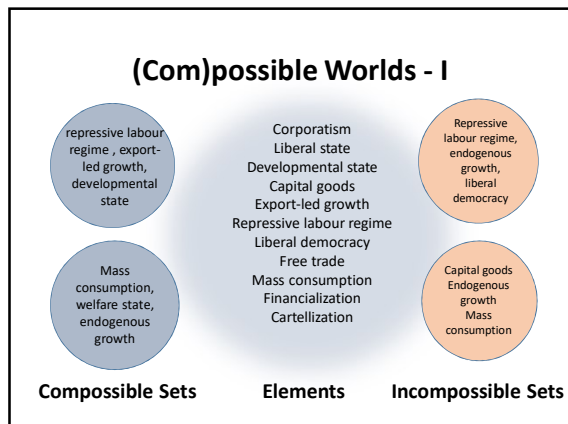 (Com)possible Worlds - I
repressive labour
regime , export-
led growth,
developmental
state
Mass
consumption,
welfare state,
endogenous
growth
Corporatism
Liberal state
Developmental state
Capital goods
Export-led growth
Repressive labour regime
Liberal democracy
Free trade
Mass consumption
Financialization
Cartellization
Repressive
labour regime,
endogenous
growth,
liberal
democracy
Capital goods
Endogenous
growth
Mass
consumption
Compossible Sets
Elements
Incompossible Sets